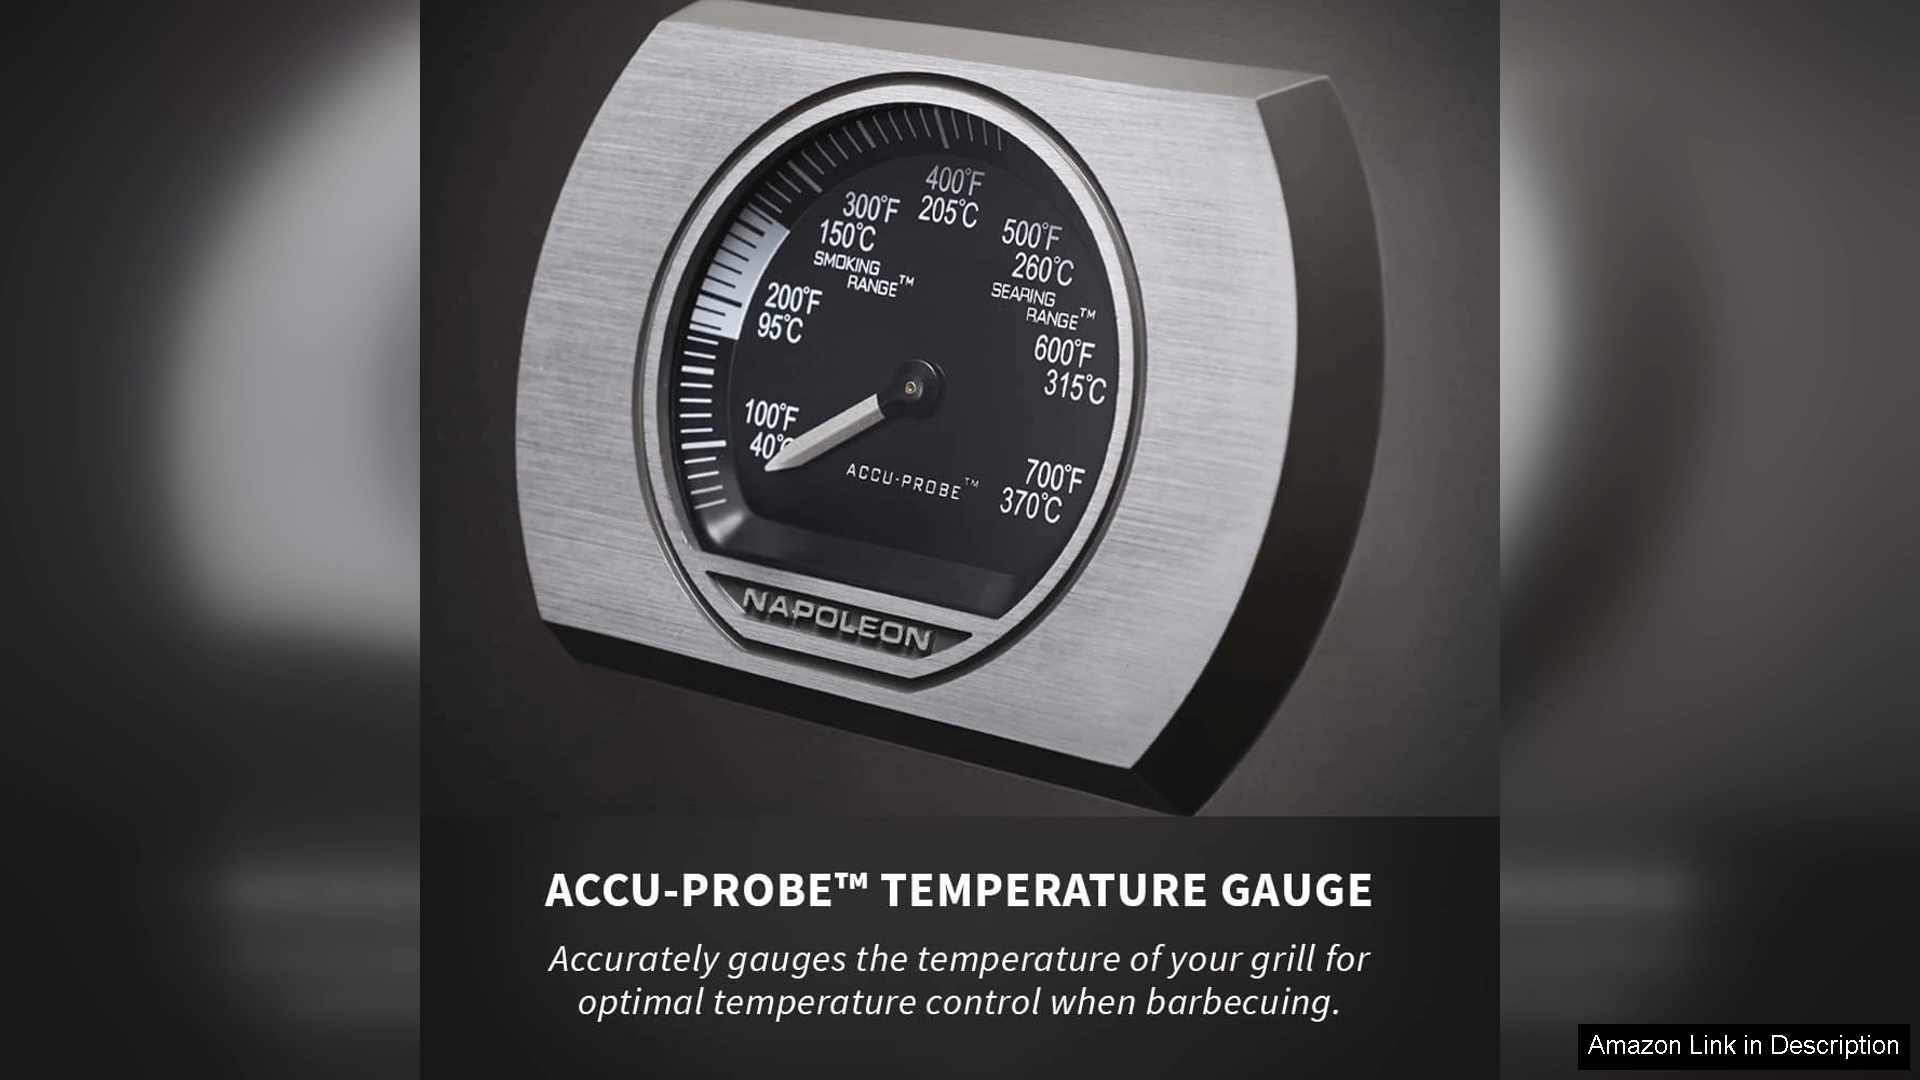 400°F
205°C
300°F
150°C
SMOKING
RANGE™
500°F
260°C
SEARING
RANGE™
200°F
95°C
600°F
315°C
100°F
40°C
ACCU-PROBE™
700°F
370°C
NAPOLEON
ACCU-PROBE™ TEMPERATURE GAUGE
Accurately gauges the temperature of your grill for
optimal temperature control when barbecuing.
Amazon Link in Description